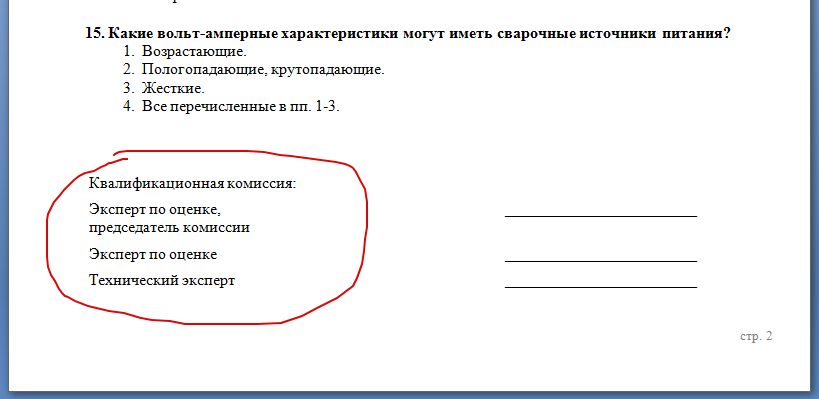 15. Какие вольт-амперные характеристики могут иметь сварочные источники питания?
1. Возрастающие.
2. Пологопадающие, крутопадающие.
3. Жесткие.
4. Все перечисленные в пп. 1-3.
Квалификационная комиссия:
Эксперт по оценке,
председатель комиссии
Эксперт по оценке
Технический эксперт
стр. 2